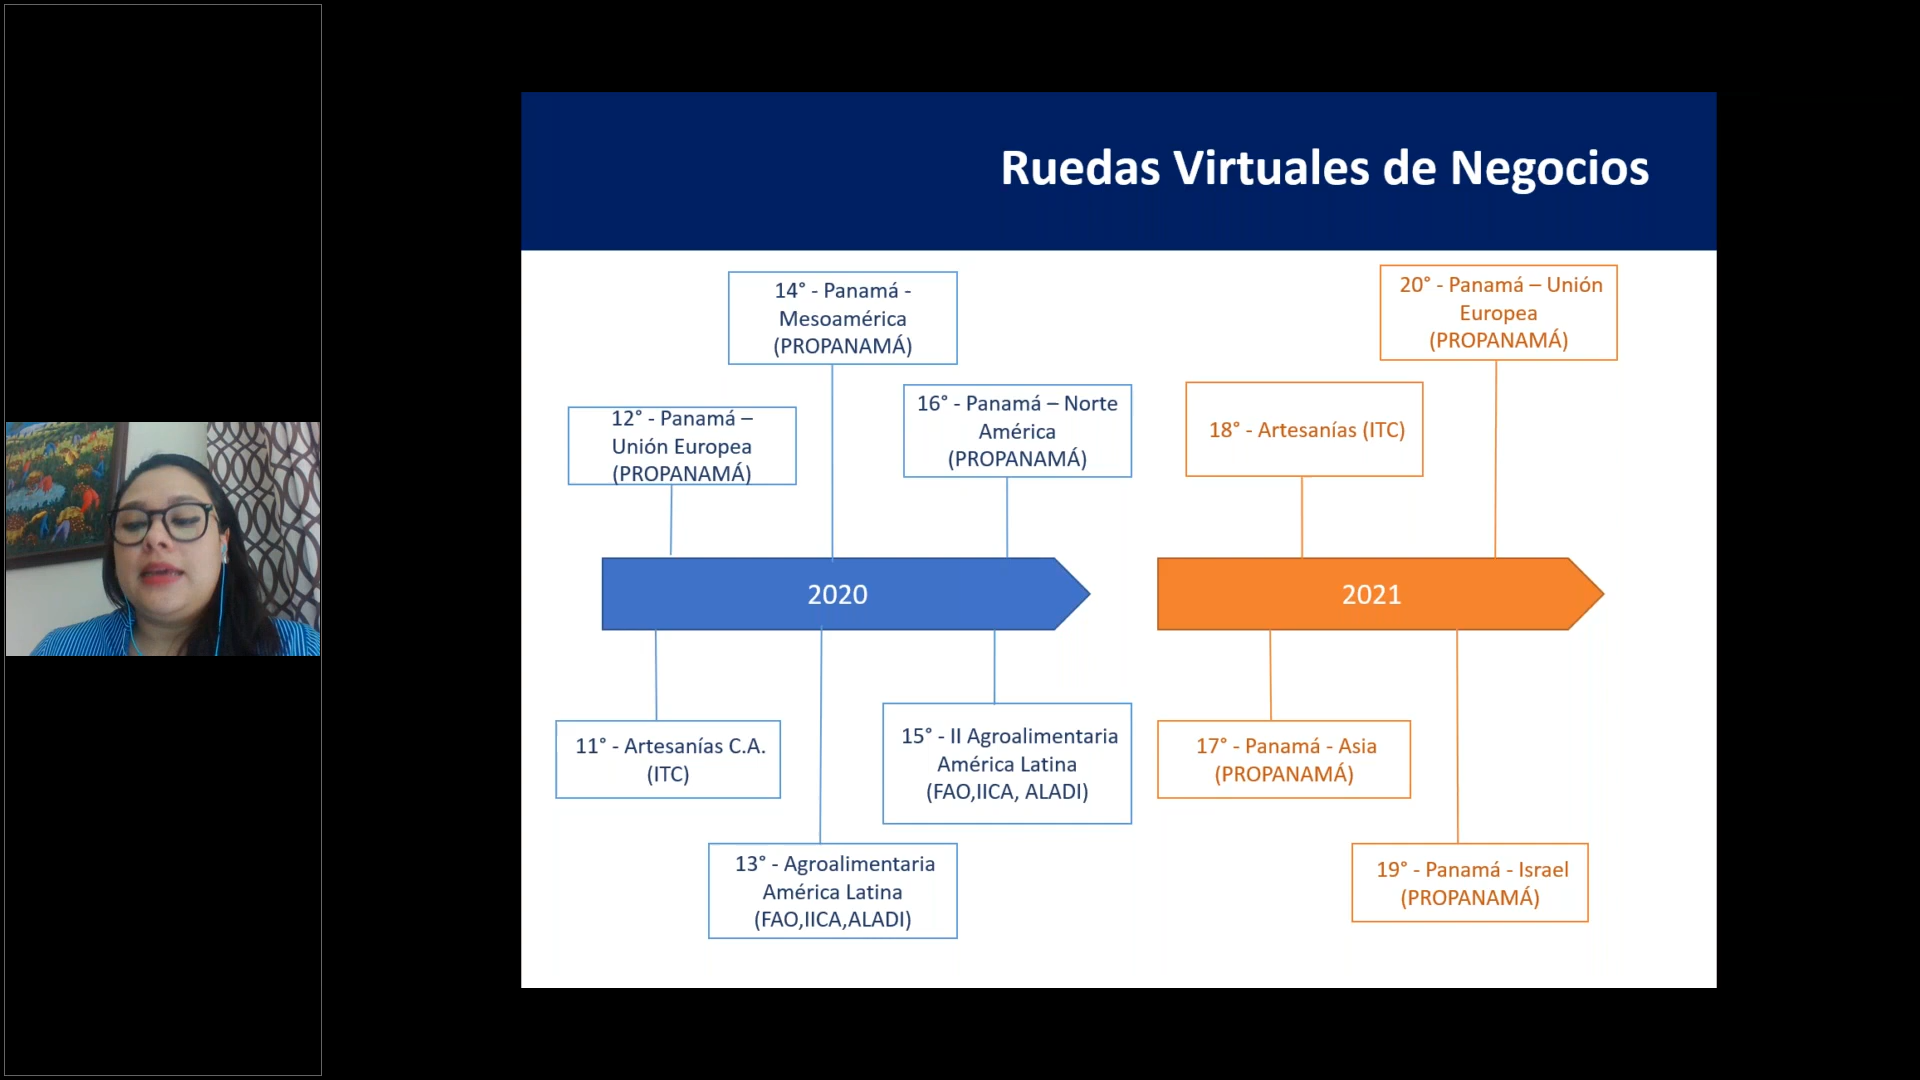 Ruedas Virtuales de Negocios
14° - Panamá -
Mesoamérica
(PROPANAMÁ)
20° - Panamá – Unión
Europea
(PROPANAMÁ)
12° - Panamá –
Unión Europea
(PROPANAMÁ)
16° - Panamá – Norte
América
(PROPANAMÁ)
18° - Artesanías (ITC)
2020
2021
11° - Artesanías C.A.
(ITC)
15° - II Agroalimentaria
América Latina
(FAO,IICA, ALADI)
17° - Panamá - Asia
(PROPANAMÁ)
13° - Agroalimentaria
América Latina
(FAO,IICA,ALADI)
19° - Panamá - Israel
(PROPANAMÁ)